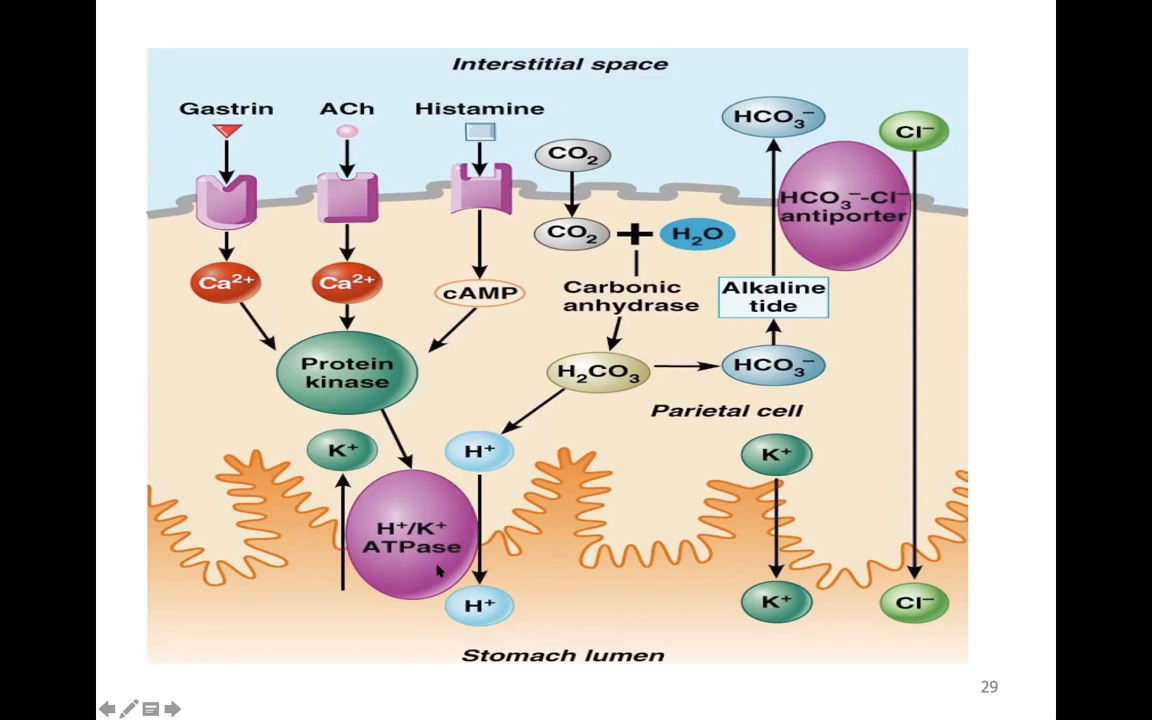 Interstitial space
Gastrin
ACh
Histamine
HCO₃⁻
Cl⁻
CO₂
HCO₃⁻-Cl⁻
antiporter
CO₂ + H₂O
Ca²⁺
Ca²⁺
cAMP
Carbonic
anhydrase
Alkaline
tide
Protein
kinase
H₂CO₃
HCO₃⁻
Parietal cell
K⁺
H⁺
K⁺
H⁺/K⁺
ATPase
H⁺
K⁺
Cl⁻
Stomach lumen
29